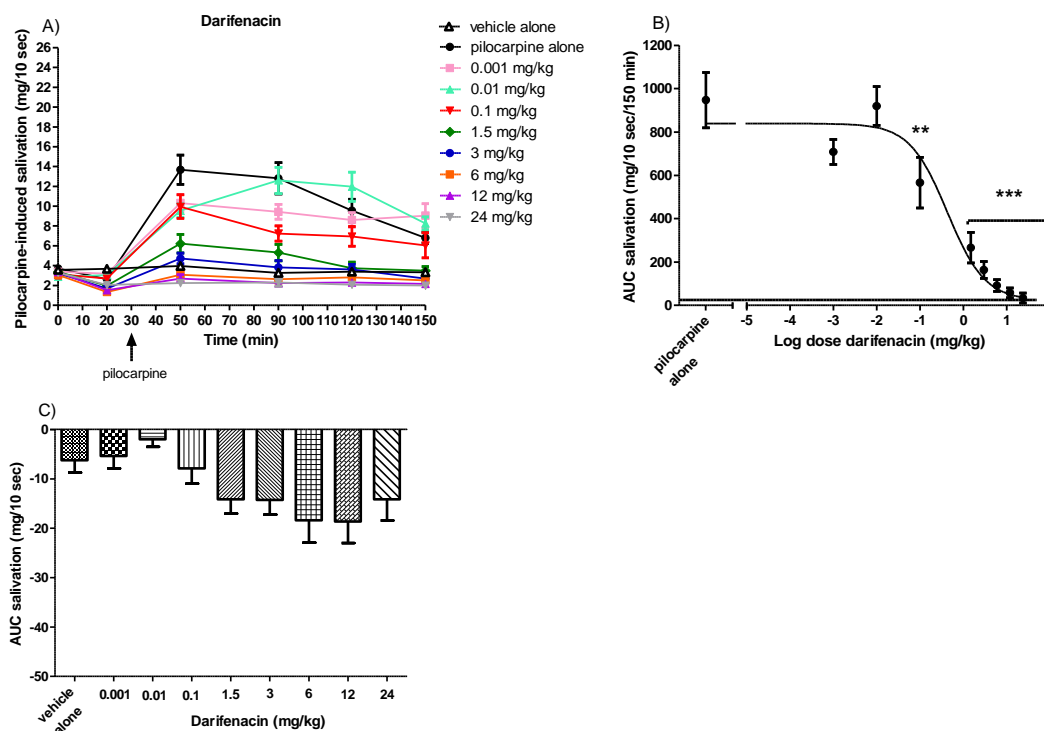 A)
Darifenacin
Pilocarpine-induced salivation (mg/10 sec)
26
24
22
20
18
16
14
12
10
8
6
4
2
0
0 10 20 30 40 50 60 70 80 90 100 110 120 130 140 150
Time (min)
pilocarpine
vehicle alone
pilocarpine alone
0.001 mg/kg
0.01 mg/kg
0.1 mg/kg
1.5 mg/kg
3 mg/kg
6 mg/kg
12 mg/kg
24 mg/kg
B)
AUC salivation (mg/10 sec/150 min)
1200
1000
800
600
400
200
0
**
***
pilocarpine
alone
-5 -4 -3 -2 -1 0 1
Log dose darifenacin (mg/kg)
C)
AUC salivation (mg/10 sec)
0
-10
-20
-30
-40
-50
vehicle
alone
0.001 0.01 0.1 1.5 3 6 12 24
Darifenacin (mg/kg)